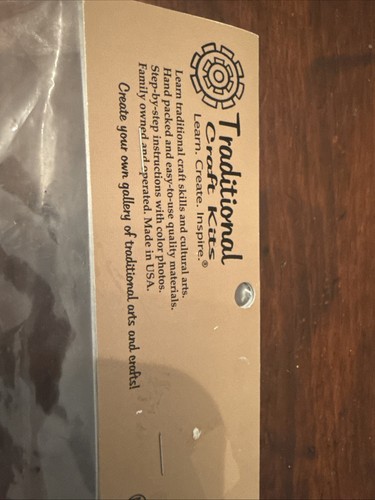 Traditional
Craft Kits®
Learn. Create. Inspire.
Learn traditional craft skills and cultural arts.
Hand packed and easy-to-use quality materials.
Step-by-step instructions with color photos.
Family owned and operated. Made in USA.
Create your own gallery of traditional arts and crafts!